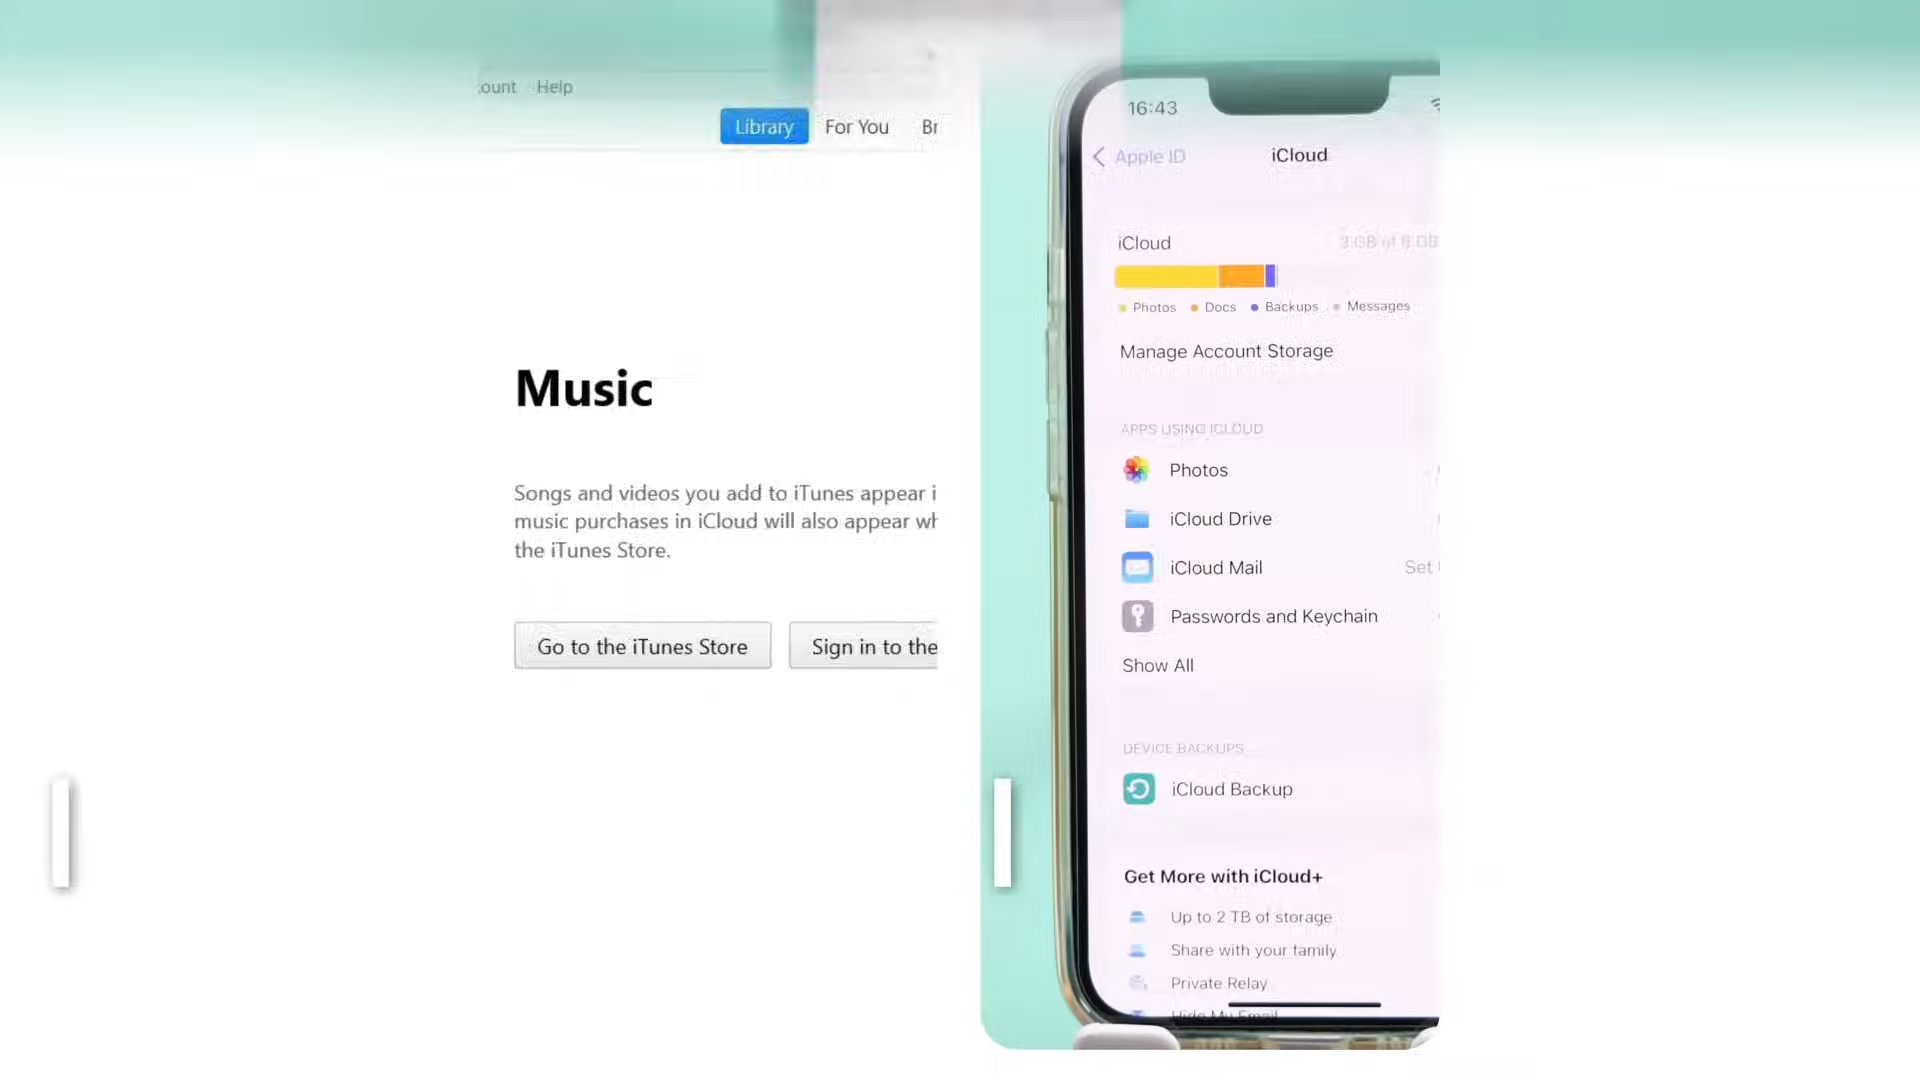 ount Help
Library For You Br
Music
Songs and videos you add to iTunes appear i
music purchases in iCloud will also appear wh
the iTunes Store.
Go to the iTunes Store Sign in to the
16:43
Apple ID iCloud
iCloud
Photos Docs Backups Messages
Manage Account Storage
APPS USING ICLOUD
Photos
iCloud Drive
iCloud Mail Set
Passwords and Keychain
Show All
DEVICE BACKUPS
iCloud Backup
Get More with iCloud+
Up to 2 TB of storage
Share with your family
Private Relay
Hide My Email